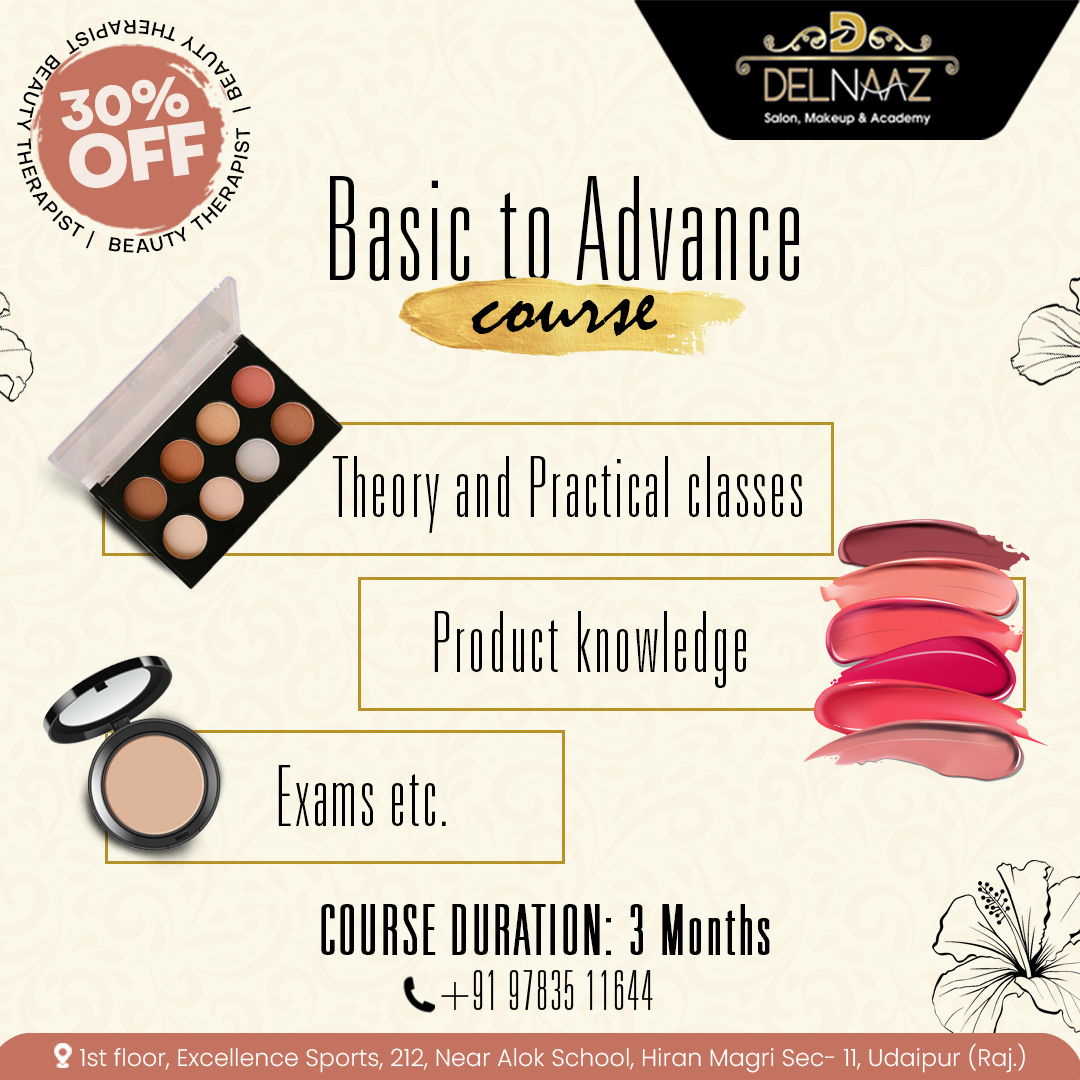 BEAUTY THERAPIST | BEAUTY THERAPIST | BEAUTY THERAPIST |
30%
OFF
D
DELNAAZ
Salon, Makeup & Academy
Basic to Advance
course
Theory and Practical classes
Product knowledge
Exams etc.
COURSE DURATION: 3 Months
+91 97835 11644
1st floor, Excellence Sports, 212, Near Alok School, Hiran Magri Sec- 11, Udaipur (Raj.)